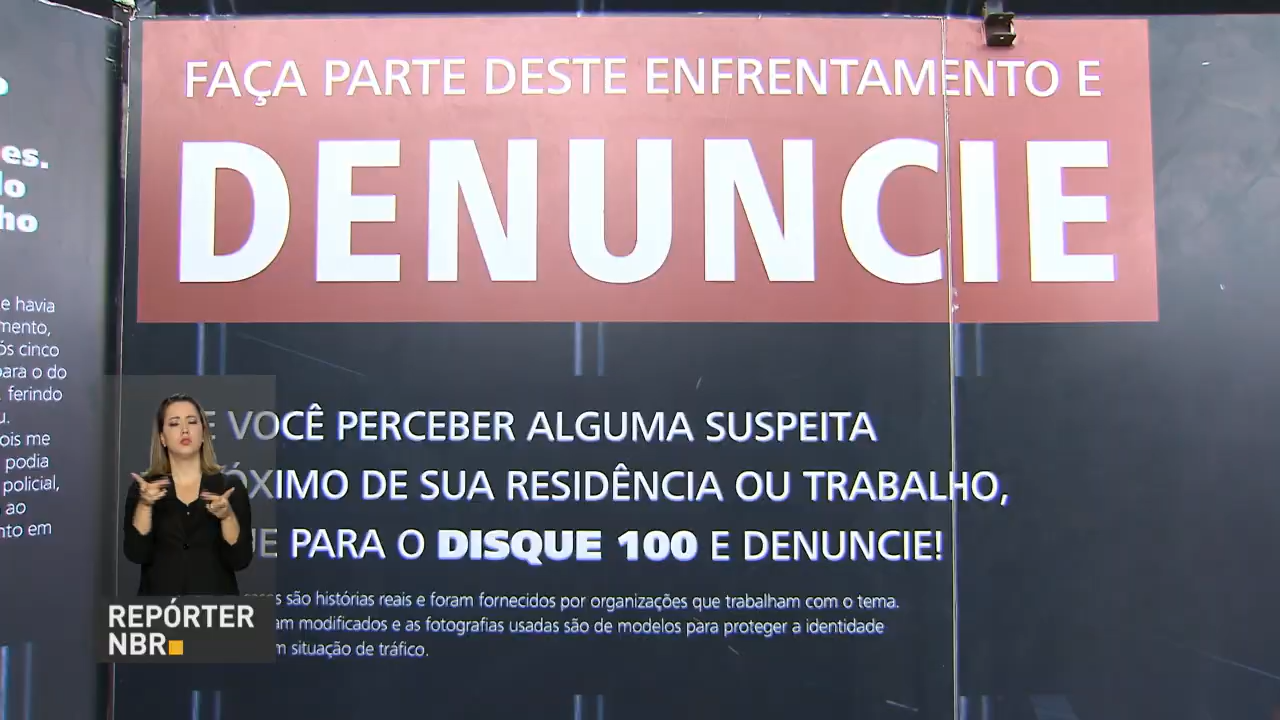 es.
lo
ho
e havia
mento,
ós cinco
para o do
ferindo
u.
ois me
podia
policial,
ao
nto em
FAÇA PARTE DESTE ENFRENTAMENTO E
DENUNCIE
E VOCÊ PERCEBER ALGUMA SUSPEITA
ÓXIMO DE SUA RESIDÊNCIA OU TRABALHO,
UE PARA O DISQUE 100 E DENUNCIE!
são histórias reais e foram fornecidos por organizações que trabalham com o tema.
am modificados e as fotografias usadas são de modelos para proteger a identidade
m situação de tráfico.
REPÓRTER
NBR